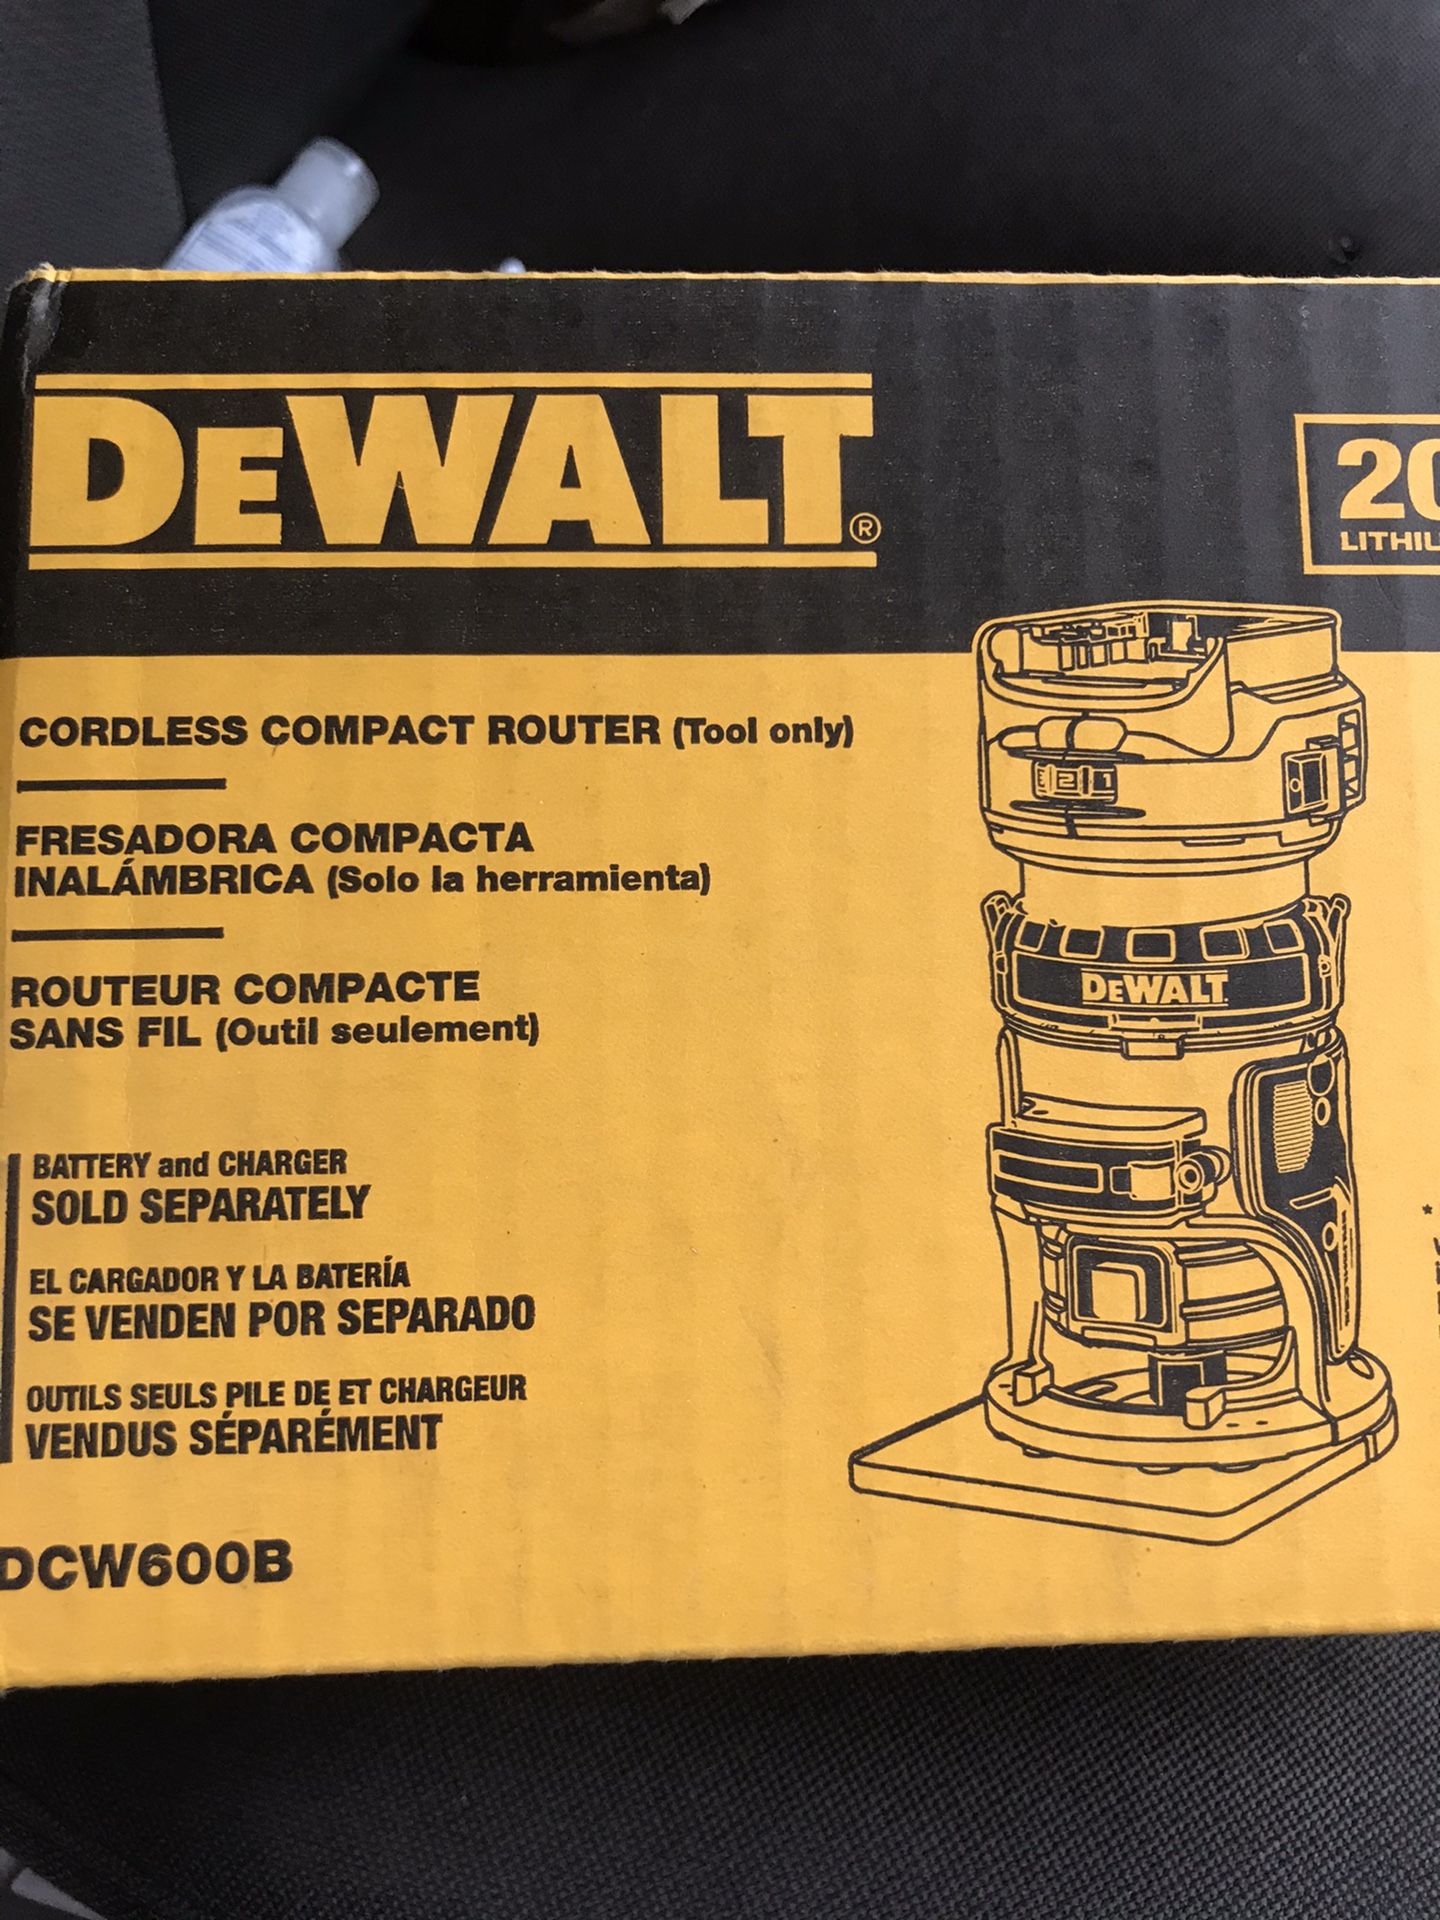 DEWALT®
20
LITHIU
CORDLESS COMPACT ROUTER (Tool only)
FRESADORA COMPACTA
INALÁMBRICA (Solo la herramienta)
ROUTEUR COMPACTE
SANS FIL (Outil seulement)
BATTERY and CHARGER
SOLD SEPARATELY
EL CARGADOR Y LA BATERÍA
SE VENDEN POR SEPARADO
OUTILS SEULS PILE DE ET CHARGEUR
VENDUS SÉPARÉMENT
DCW600B
2 1
DEWALT